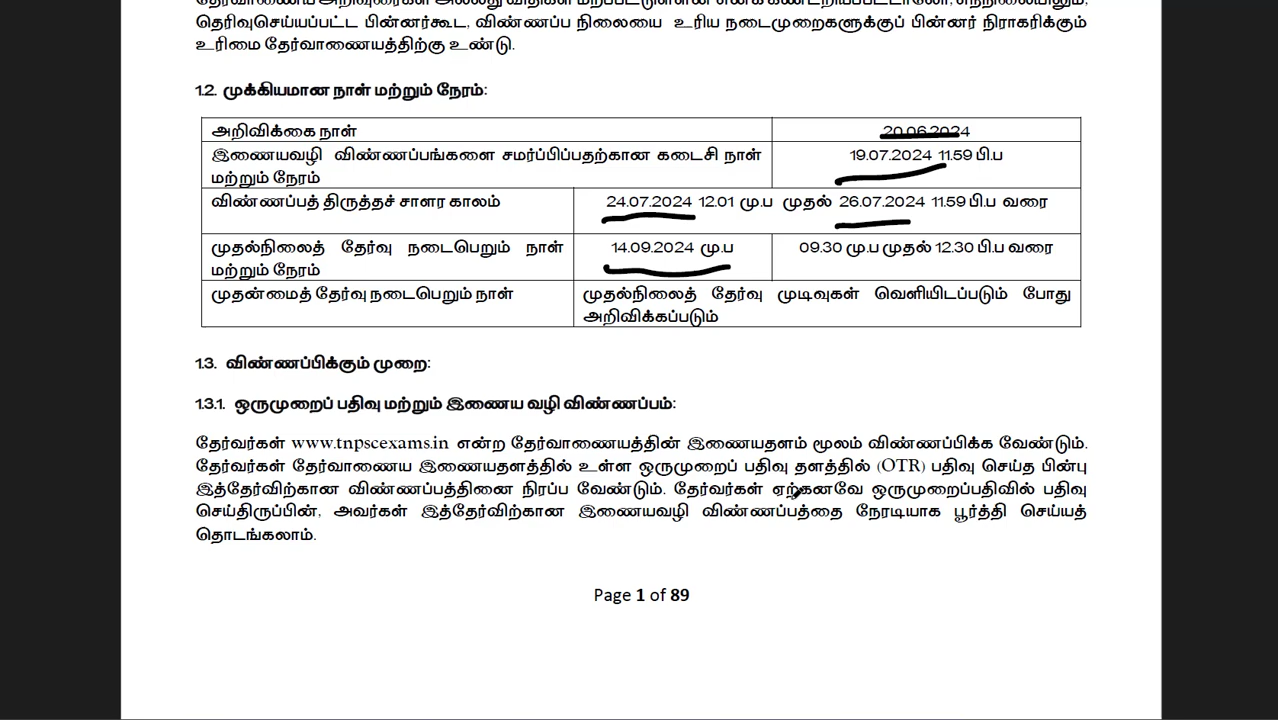 தெரிவுசெய்யப்பட்ட பின்னர்கூட, விண்ணப்ப நிலையை உரிய நடைமுறைகளுக்குப் பின்னர் நிராகரிக்கும்
உரிமை தேர்வாணையத்திற்கு உண்டு.
1.2. முக்கியமான நாள் மற்றும் நேரம்:
அறிவிக்கை நாள் 20.06.2024
இணையவழி விண்ணப்பங்களை சமர்ப்பிப்பதற்கான கடைசி நாள்
மற்றும் நேரம் 19.07.2024 11.59 பி.ப
விண்ணப்பத் திருத்தச் சாளர காலம் 24.07.2024 12.01 மு.ப முதல் 26.07.2024 11.59 பி.ப வரை
முதல்நிலைத் தேர்வு நடைபெறும் நாள்
மற்றும் நேரம் 14.09.2024 மு.ப 09.30 மு.ப முதல் 12.30 பி.ப வரை
முதன்மைத் தேர்வு நடைபெறும் நாள் முதல்நிலைத் தேர்வு முடிவுகள் வெளியிடப்படும் போது
அறிவிக்கப்படும்
1.3. விண்ணப்பிக்கும் முறை:
1.3.1. ஒருமுறைப் பதிவு மற்றும் இணைய வழி விண்ணப்பம்:
தேர்வர்கள் www.tnpscexams.in என்ற தேர்வாணையத்தின் இணையதளம் மூலம் விண்ணப்பிக்க வேண்டும்.
தேர்வர்கள் தேர்வாணைய இணையதளத்தில் உள்ள ஒருமுறைப் பதிவு தளத்தில் (OTR) பதிவு செய்த பின்பு
இத்தேர்விற்கான விண்ணப்பத்தினை நிரப்ப வேண்டும். தேர்வர்கள் ஏற்கனவே ஒருமுறைப்பதிவில் பதிவு
செய்திருப்பின், அவர்கள் இத்தேர்விற்கான இணையவழி விண்ணப்பத்தை நேரடியாக பூர்த்தி செய்யத்
தொடங்கலாம்.
Page 1 of 89